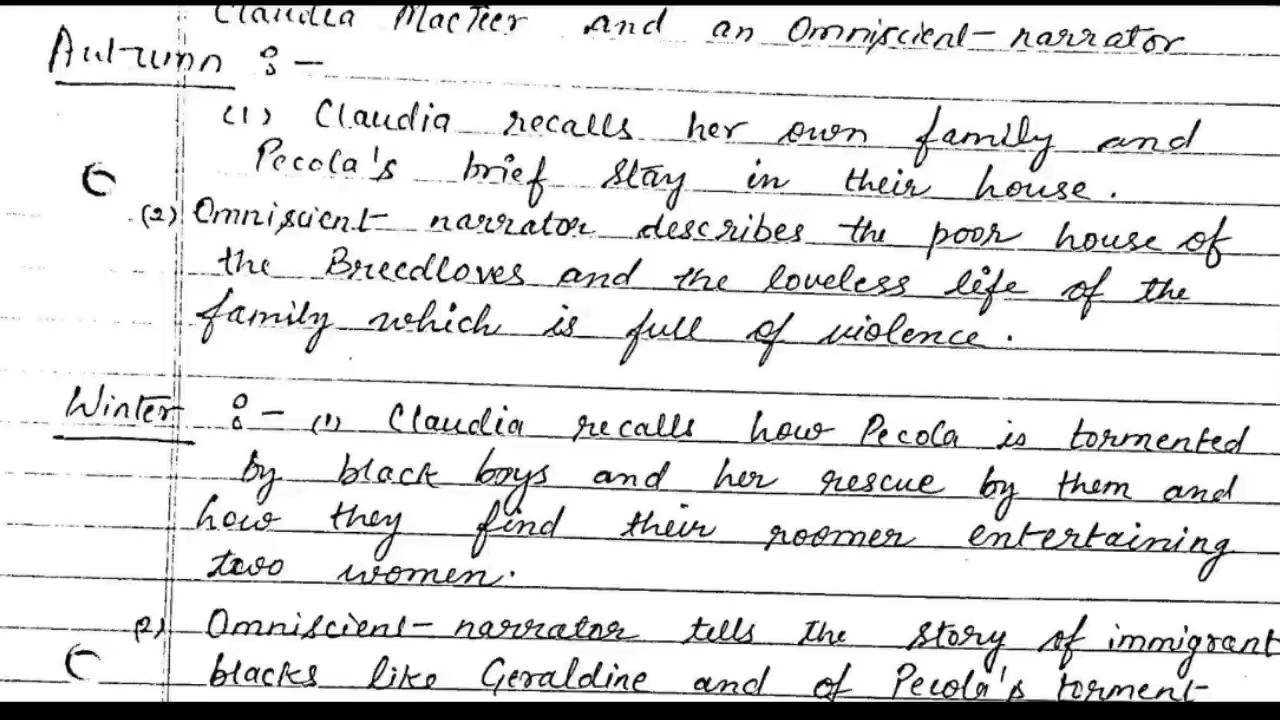 Claudia MacTeer and an Omniscient-narrator
Autumn :-
(1) Claudia recalls her own family and
Pecola's brief stay in their house.
(2) Omniscient narrator describes the poor house of
the Breedloves and the loveless life of the
family which is full of violence.
Winter :- (1) Claudia recalls how Pecola is tormented
by black boys and her rescue by them and
how they find their roomer entertaining
two women.
(2) Omniscient-narrator tells the story of immigrant
blacks like Geraldine and of Pecola's torment-